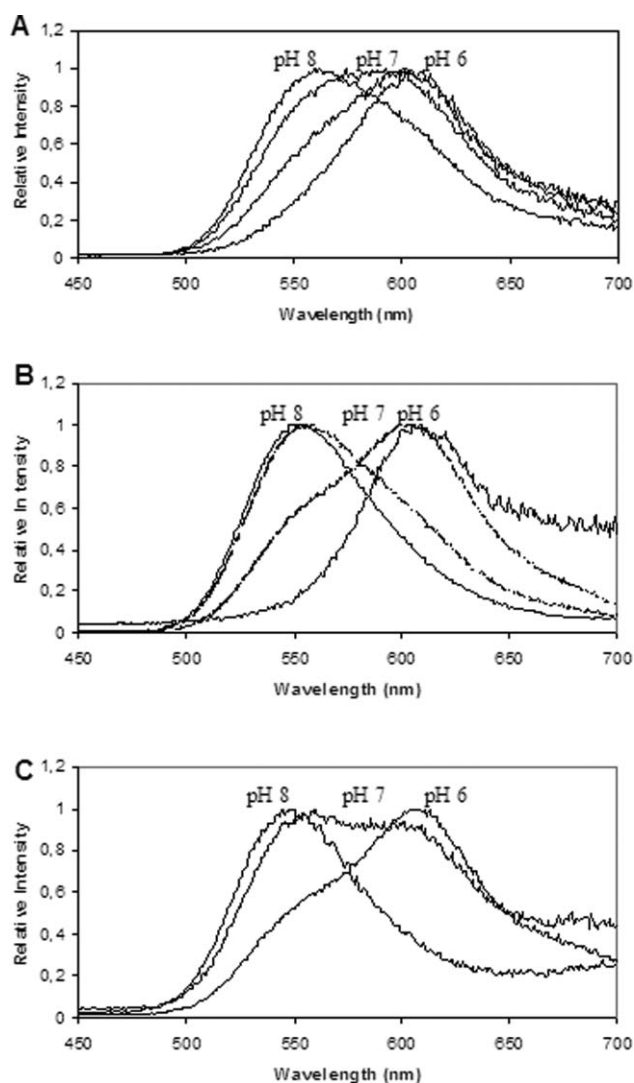 A
1,2
pH 8 pH 7 pH 6
1
0,8
0,6
0,4
0,2
0
Relative Intensity
450 500 550 600 650 700
Wavelength (nm)
B
1,2
pH 8 pH 7 pH 6
1
0,8
0,6
0,4
0,2
0
Relative In tensity
450 500 550 600 650 700
Wavelength (nm)
C
1,2
pH 8 pH 7 pH 6
1
0,8
0,6
0,4
0,2
0
Relative Intensity
450 500 550 600 650 700
Wavelength (nm)